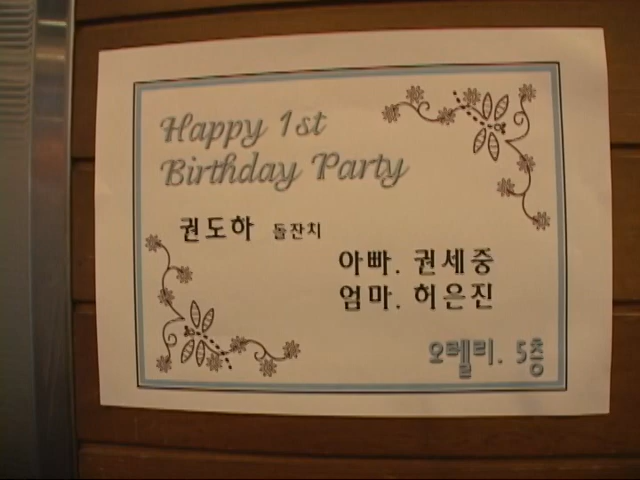 Happy 1st
Birthday Party
권도하 돌잔치
아빠. 권세중
엄마. 허은진
오렐리. 5층